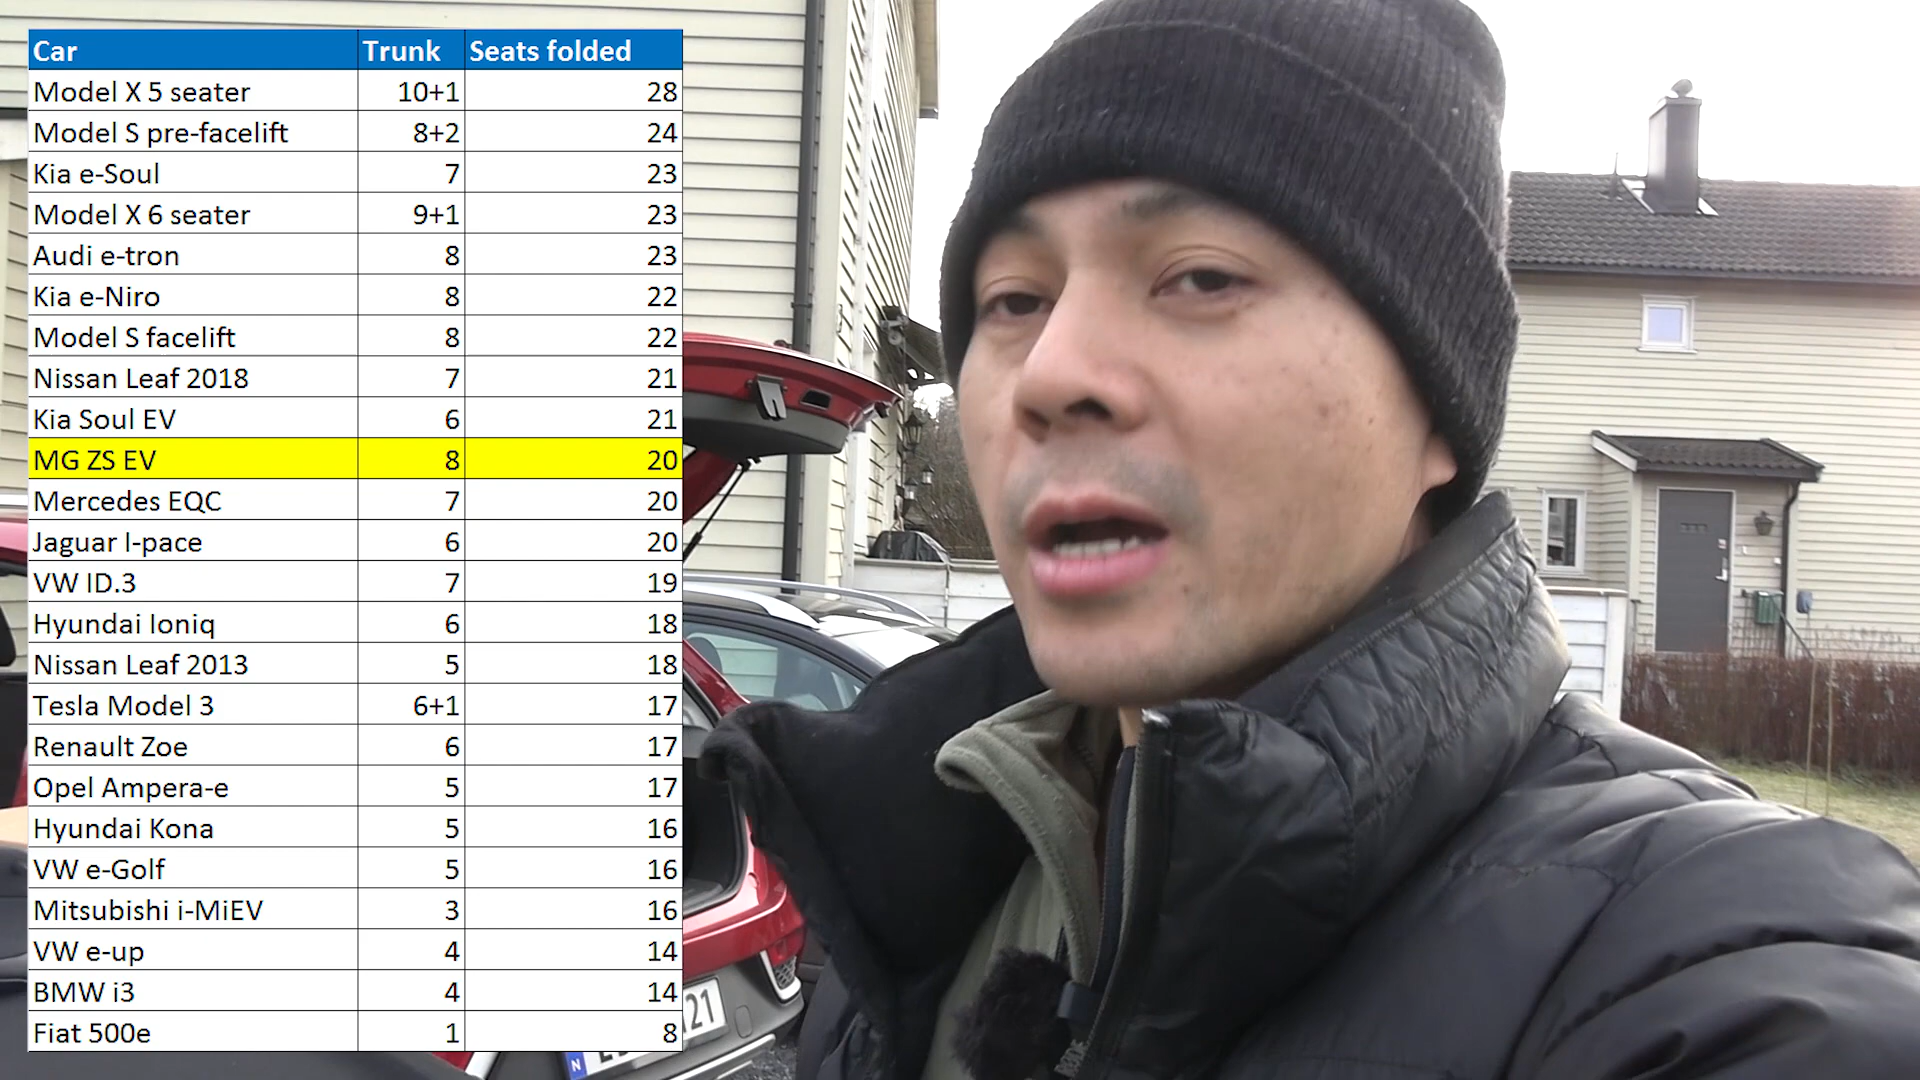 Car Trunk Seats folded
Model X 5 seater 10+1 28
Model S pre-facelift 8+2 24
Kia e-Soul 7 23
Model X 6 seater 9+1 23
Audi e-tron 8 23
Kia e-Niro 8 22
Model S facelift 8 22
Nissan Leaf 2018 7 21
Kia Soul EV 6 21
MG ZS EV 8 20
Mercedes EQC 7 20
Jaguar I-pace 6 20
VW ID.3 7 19
Hyundai Ioniq 6 18
Nissan Leaf 2013 5 18
Tesla Model 3 6+1 17
Renault Zoe 6 17
Opel Ampera-e 5 17
Hyundai Kona 5 16
VW e-Golf 5 16
Mitsubishi i-MiEV 3 16
VW e-up 4 14
BMW i3 4 14
Fiat 500e 1 8
N
21